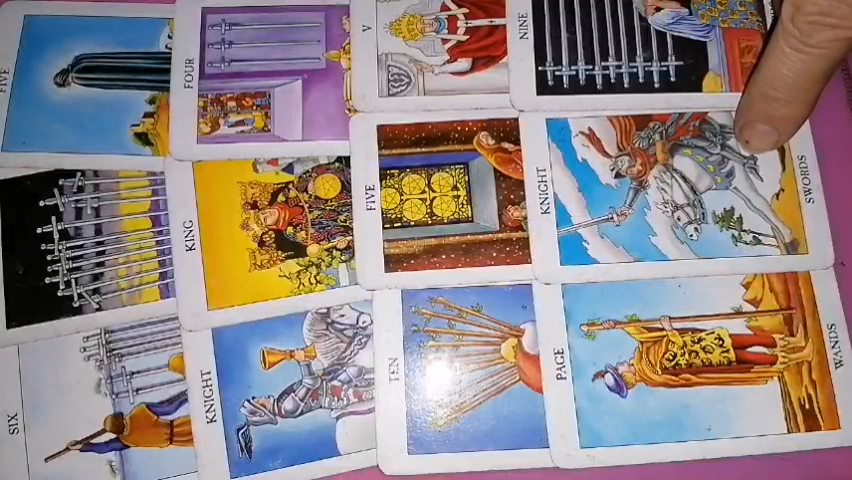 FIVE
FOUR
V
NINE
KING
FIVE
KNIGHT
SWORDS
SIX
KNIGHT
TEN
PAGE
WANDS